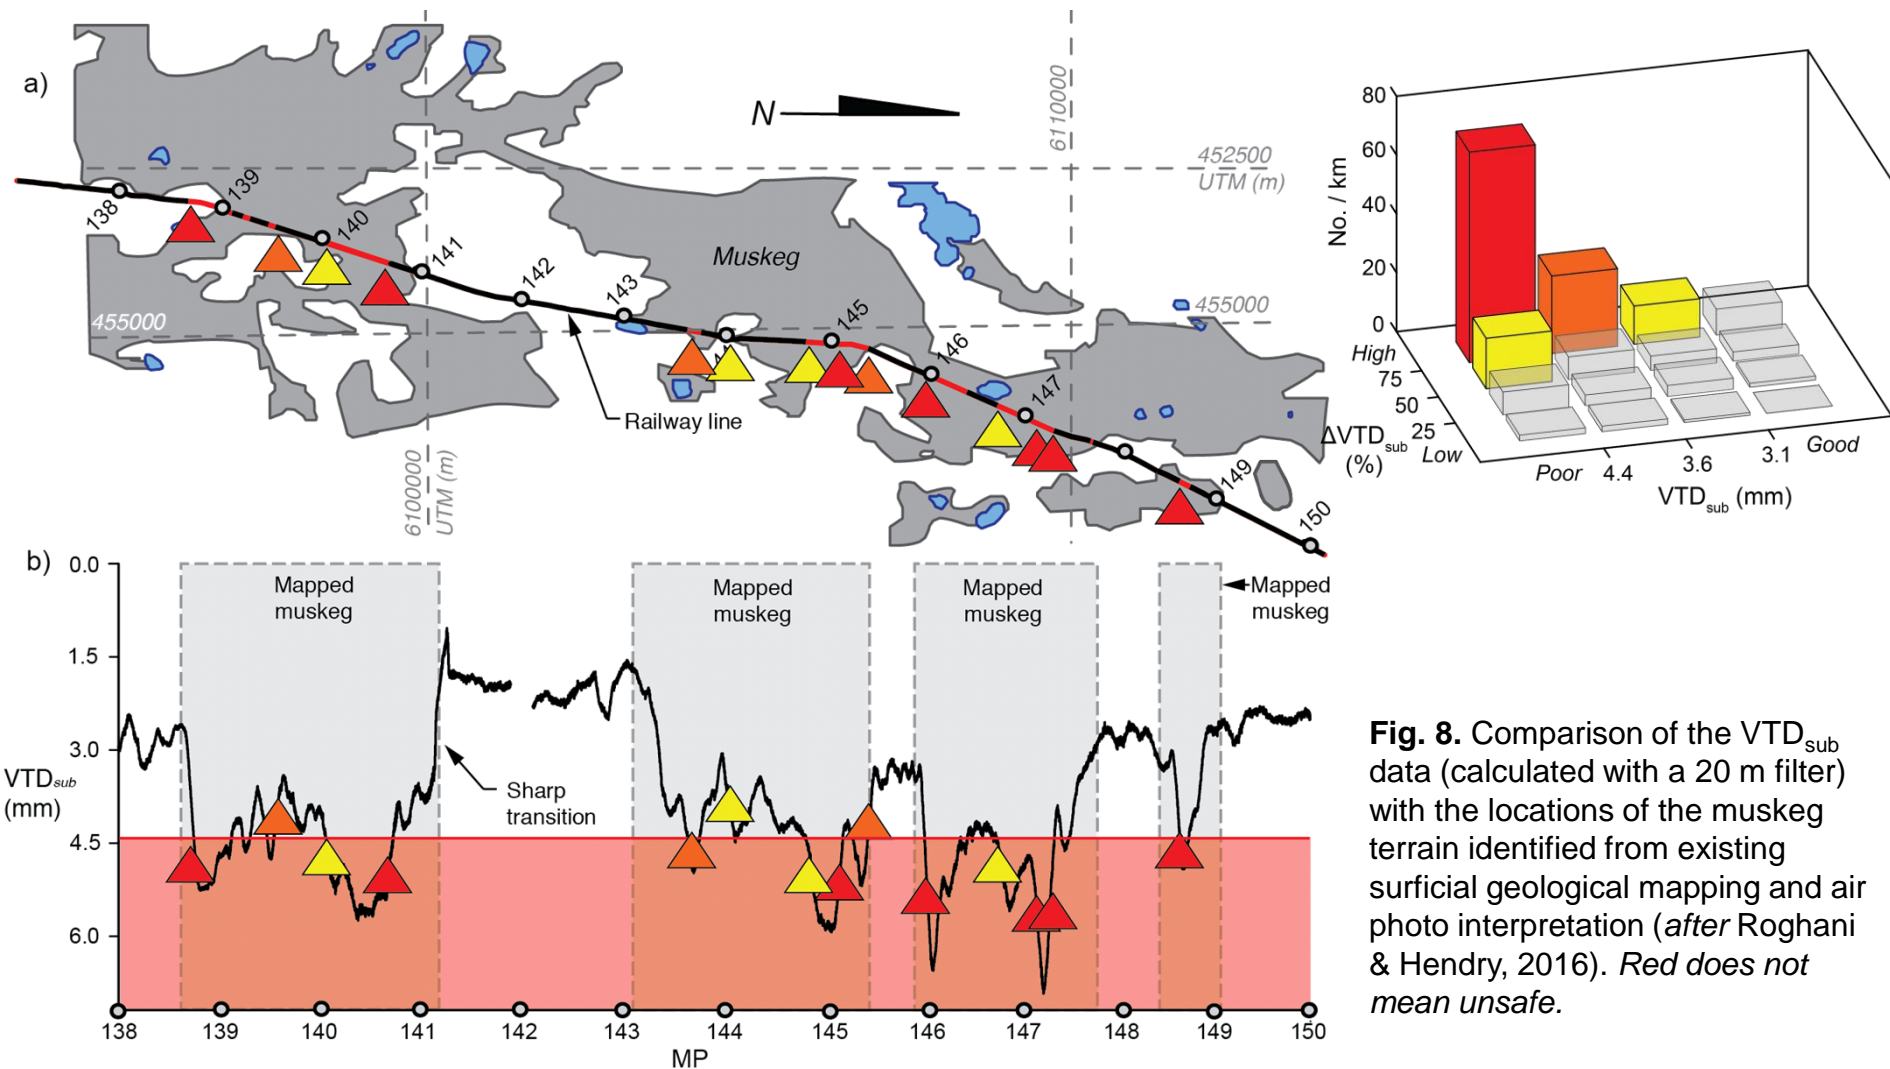 a)
N
6110000
452500
UTM (m)
138
139
140
141
142
143
145
146
147
149
150
Muskeg
455000
455000
Railway line
6100000
UTM (m)
No. / km
80
60
40
20
0
High
75
50
25
Low
ΔVTDsub
(%)
Poor
4.4
3.6
3.1
Good
VTDsub (mm)
b)
0.0
1.5
3.0
4.5
6.0
VTDsub
(mm)
Mapped
muskeg
Mapped
muskeg
Mapped
muskeg
Mapped
muskeg
Sharp
transition
138
139
140
141
142
143
144
145
146
147
148
149
150
MP
Fig. 8. Comparison of the VTDsub
data (calculated with a 20 m filter)
with the locations of the muskeg
terrain identified from existing
surficial geological mapping and air
photo interpretation (after Roghani
& Hendry, 2016). Red does not
mean unsafe.